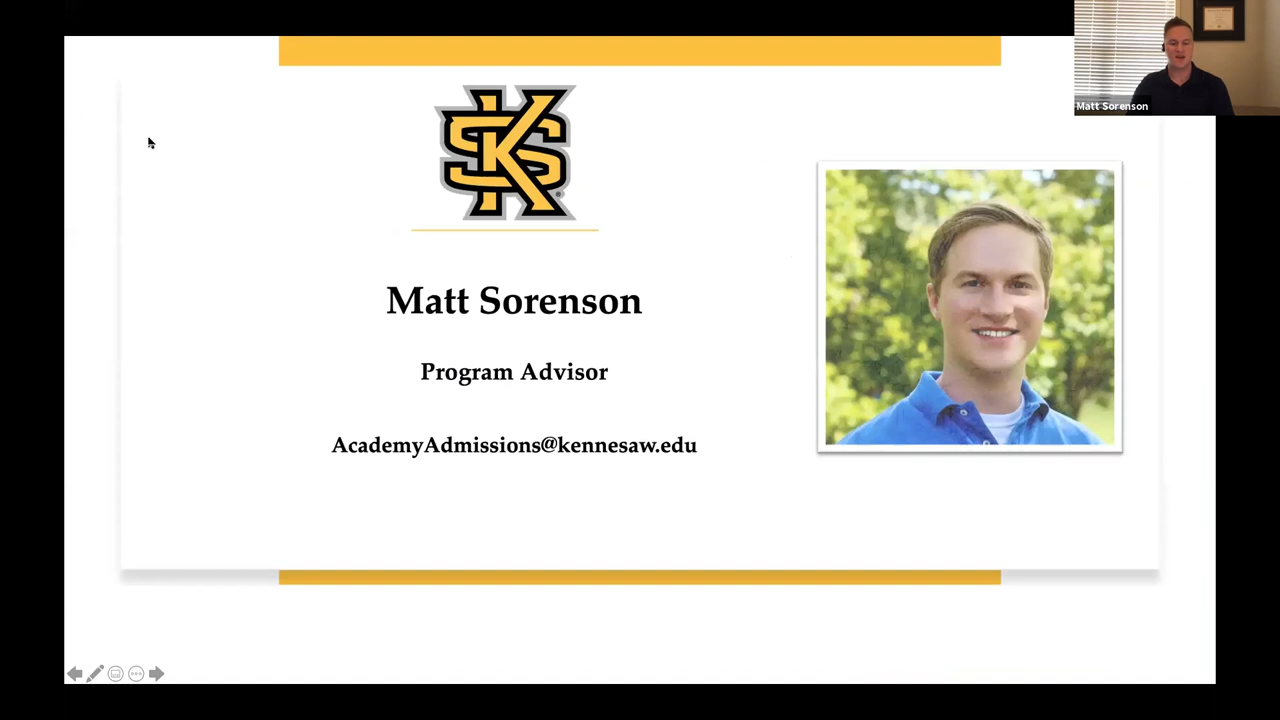 Matt Sorenson
KS
Matt Sorenson
Program Advisor
AcademyAdmissions@kennesaw.edu